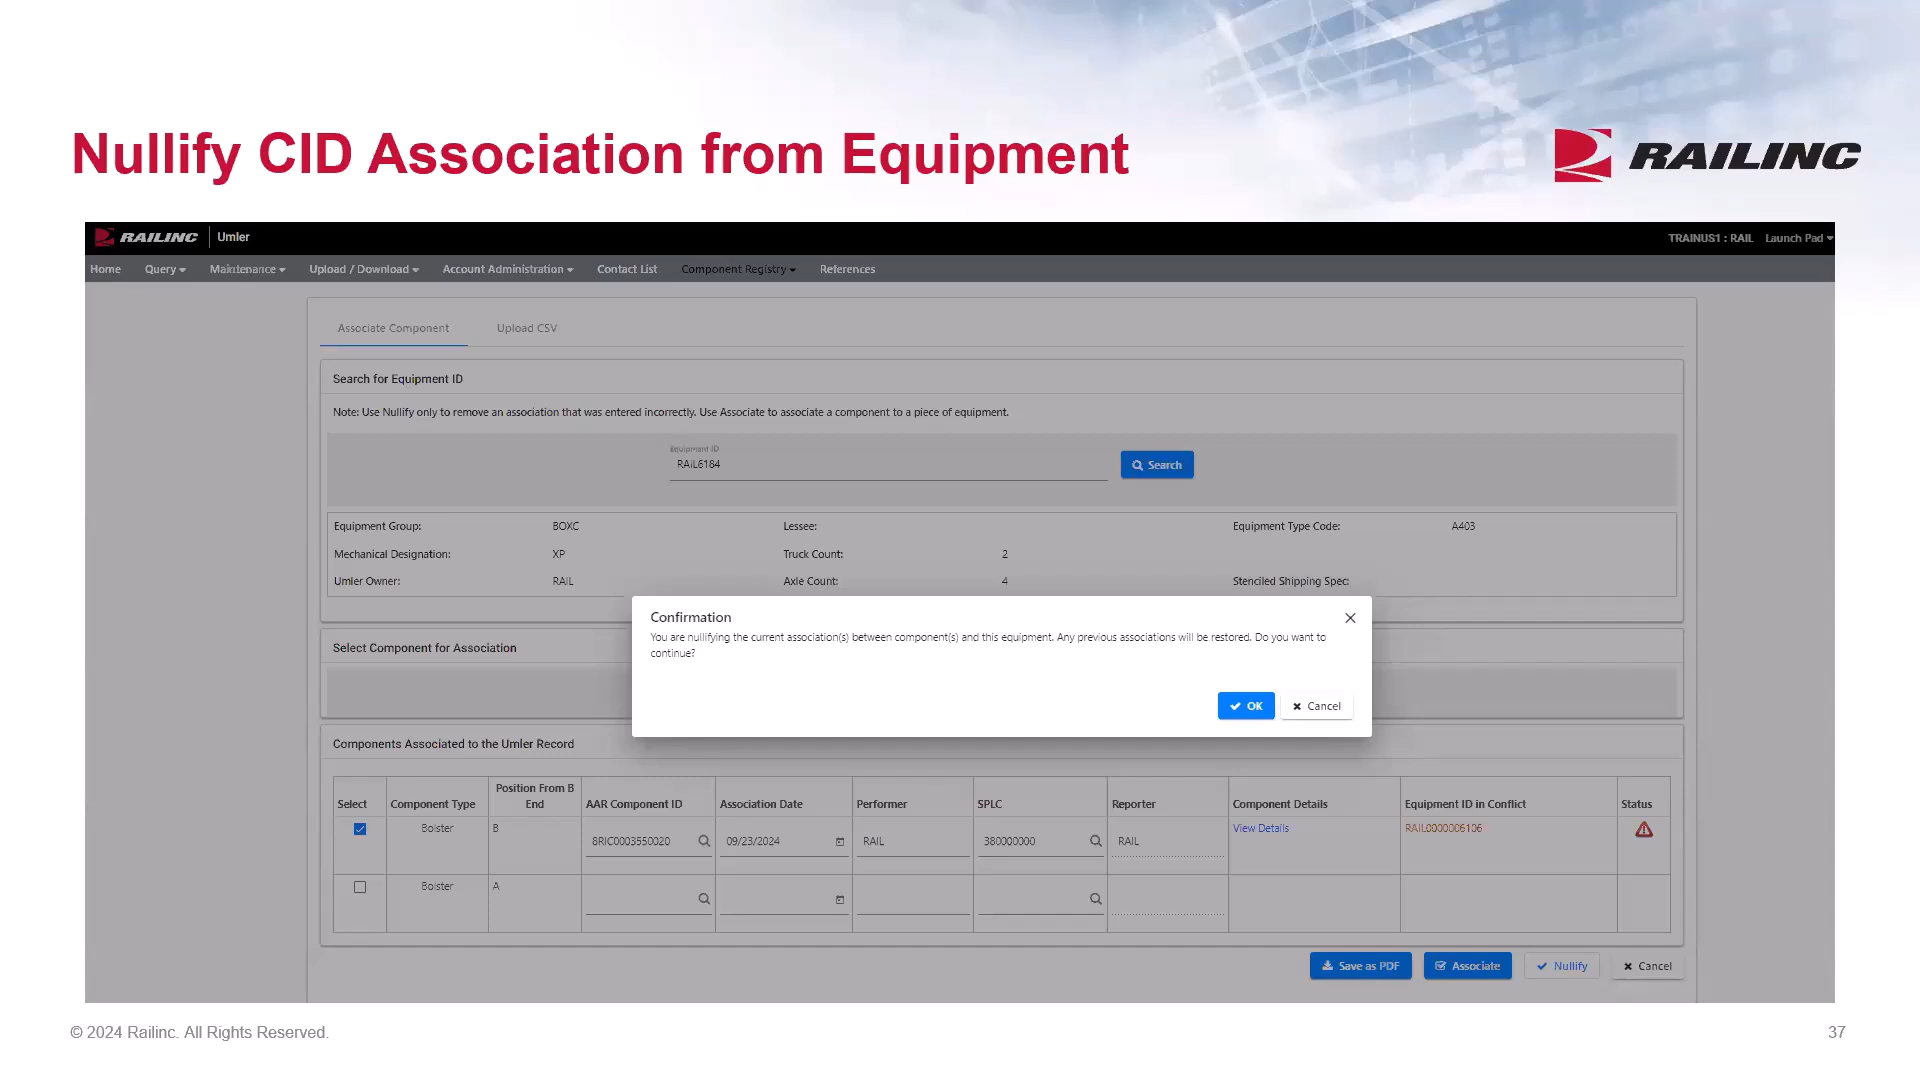 Nullify CID Association from Equipment
RAILINC
RAILINC Umler TRAINUS1 : RAIL Launch Pad
Home Query Maintenance Upload / Download Account Administration Contact List Component Registry References
Associate Component Upload CSV
Search for Equipment ID
Note: Use Nullify only to remove an association that was entered incorrectly. Use Associate to associate a component to a piece of equipment.
Equipment ID
RAIL6184
Search
Equipment Group: BOXC Lessee: Equipment Type Code: A403
Mechanical Designation: XP Truck Count: 2
Umler Owner: RAIL Axle Count: 4 Stenciled Shipping Spec:
Confirmation
You are nullifying the current association(s) between component(s) and this equipment. Any previous associations will be restored. Do you want to
continue?
OK Cancel
Select Component for Association
Components Associated to the Umler Record
Select Component Type Position From B End AAR Component ID Association Date Performer SPLC Reporter Component Details Equipment ID in Conflict Status
Bolster B 8RIC0003550020 09/23/2024 RAIL 380000000 RAIL View Details RAIL0000006106
Bolster A
Save as PDF Associate Nullify Cancel
© 2024 Railinc. All Rights Reserved. 37